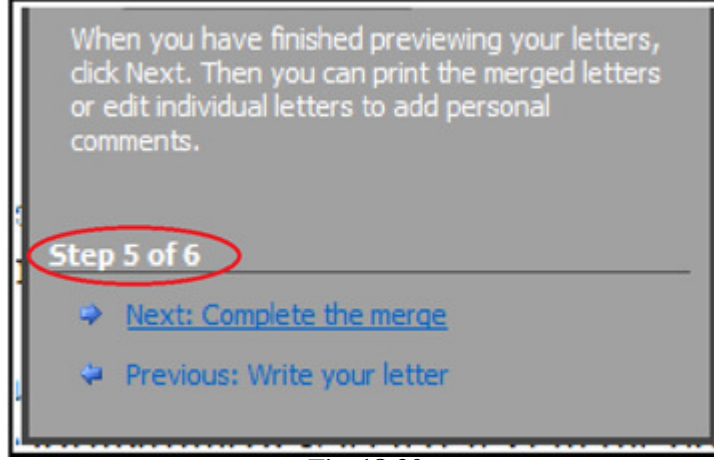 When you have finished previewing your letters,
click Next. Then you can print the merged letters
or edit individual letters to add personal
comments.
Step 5 of 6
Next: Complete the merge
Previous: Write your letter